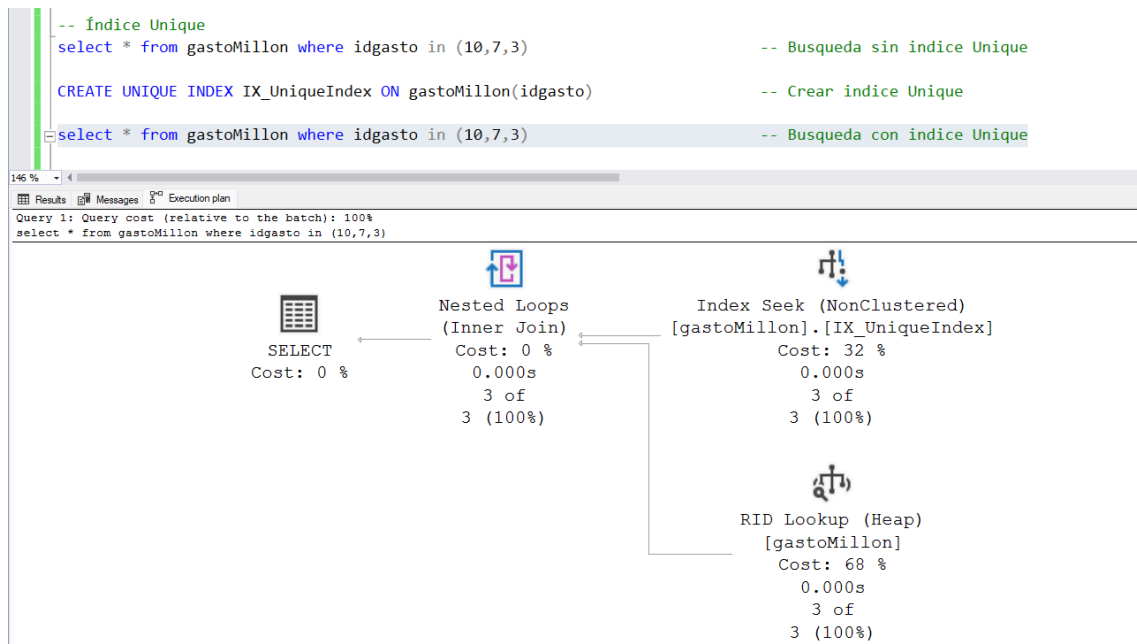 -- Índice Unique
select * from gastoMillon where idgasto in (10,7,3) -- Busqueda sin indice Unique
CREATE UNIQUE INDEX IX_UniqueIndex ON gastoMillon(idgasto) -- Crear indice Unique
select * from gastoMillon where idgasto in (10,7,3) -- Busqueda con indice Unique
146 %
Results Messages Execution plan
Query 1: Query cost (relative to the batch): 100%
select * from gastoMillon where idgasto in (10,7,3)
SELECT
Cost: 0 %
Nested Loops
(Inner Join)
Cost: 0 %
0.000s
3 of
3 (100%)
Index Seek (NonClustered)
[gastoMillon].[IX_UniqueIndex]
Cost: 32 %
0.000s
3 of
3 (100%)
RID Lookup (Heap)
[gastoMillon]
Cost: 68 %
0.000s
3 of
3 (100%)